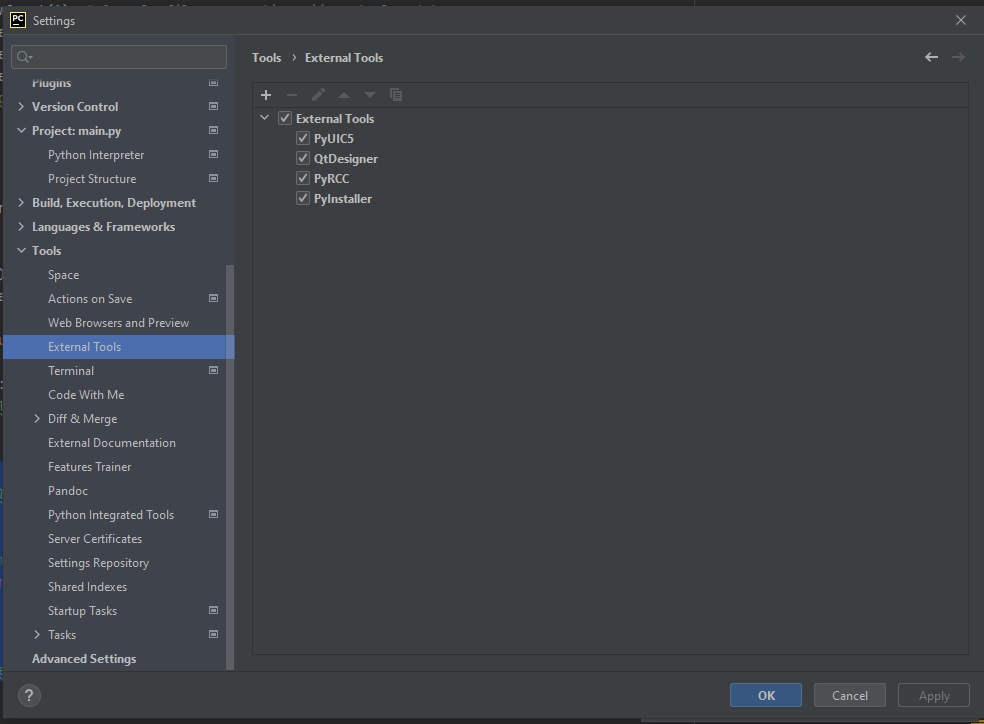 PC Settings
Tools › External Tools
Plugins
Version Control
Project: main.py
Python Interpreter
Project Structure
Build, Execution, Deployment
Languages & Frameworks
Tools
Space
Actions on Save
Web Browsers and Preview
External Tools
Terminal
Code With Me
Diff & Merge
External Documentation
Features Trainer
Pandoc
Python Integrated Tools
Server Certificates
Settings Repository
Shared Indexes
Startup Tasks
Tasks
Advanced Settings
External Tools
PyUIC5
QtDesigner
PyRCC
PyInstaller
?
OK Cancel Apply